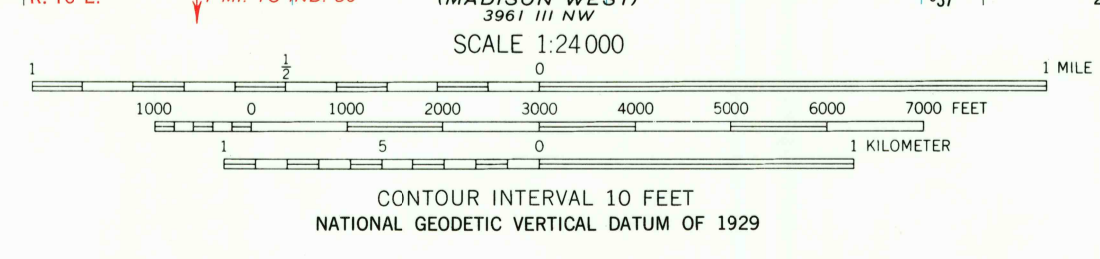 (MADISON WEST)
3961 III NW
SCALE 1:24 000
1 1/2 0 1 MILE
1000 0 1000 2000 3000 4000 5000 6000 7000 FEET
1 5 0 1 KILOMETER
CONTOUR INTERVAL 10 FEET
NATIONAL GEODETIC VERTICAL DATUM OF 1929